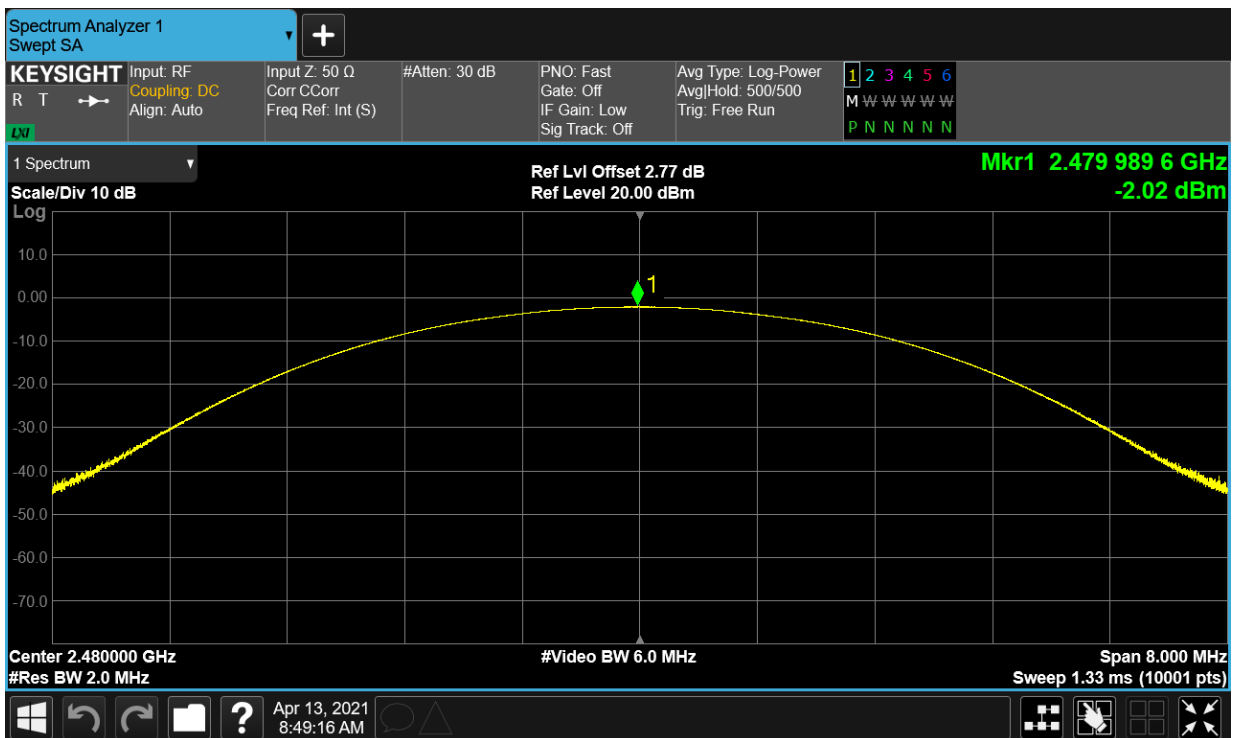 Spectrum Analyzer 1
Swept SA
KEYSIGHT
R T
LXI
Input: RF
Coupling: DC
Align: Auto
Input Z: 50 Ω
Corr CCorr
Freq Ref: Int (S)
#Atten: 30 dB
PNO: Fast
Gate: Off
IF Gain: Low
Sig Track: Off
Avg Type: Log-Power
Avg|Hold: 500/500
Trig: Free Run
1 2 3 4 5 6
M W W W W W
P N N N N N
1 Spectrum
Scale/Div 10 dB
Log
Ref Lvl Offset 2.77 dB
Ref Level 20.00 dBm
Mkr1 2.479 989 6 GHz
-2.02 dBm
10.0
0.00
-10.0
-20.0
-30.0
-40.0
-50.0
-60.0
-70.0
1
Center 2.480000 GHz
#Res BW 2.0 MHz
#Video BW 6.0 MHz
Span 8.000 MHz
Sweep 1.33 ms (10001 pts)
?
Apr 13, 2021
8:49:16 AM